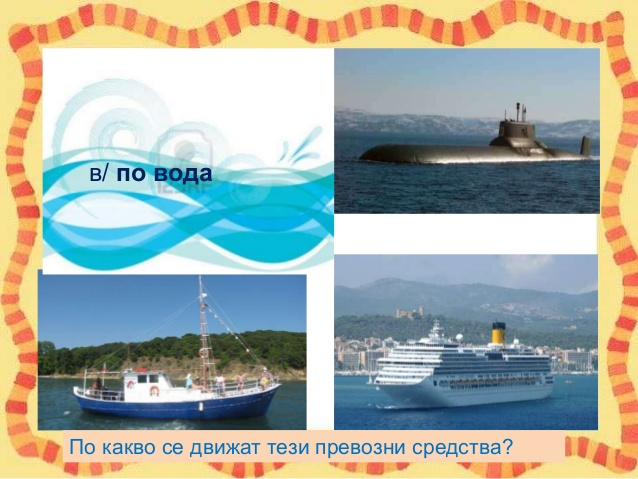 в/ по вода
По какво се движат тези превозни средства?